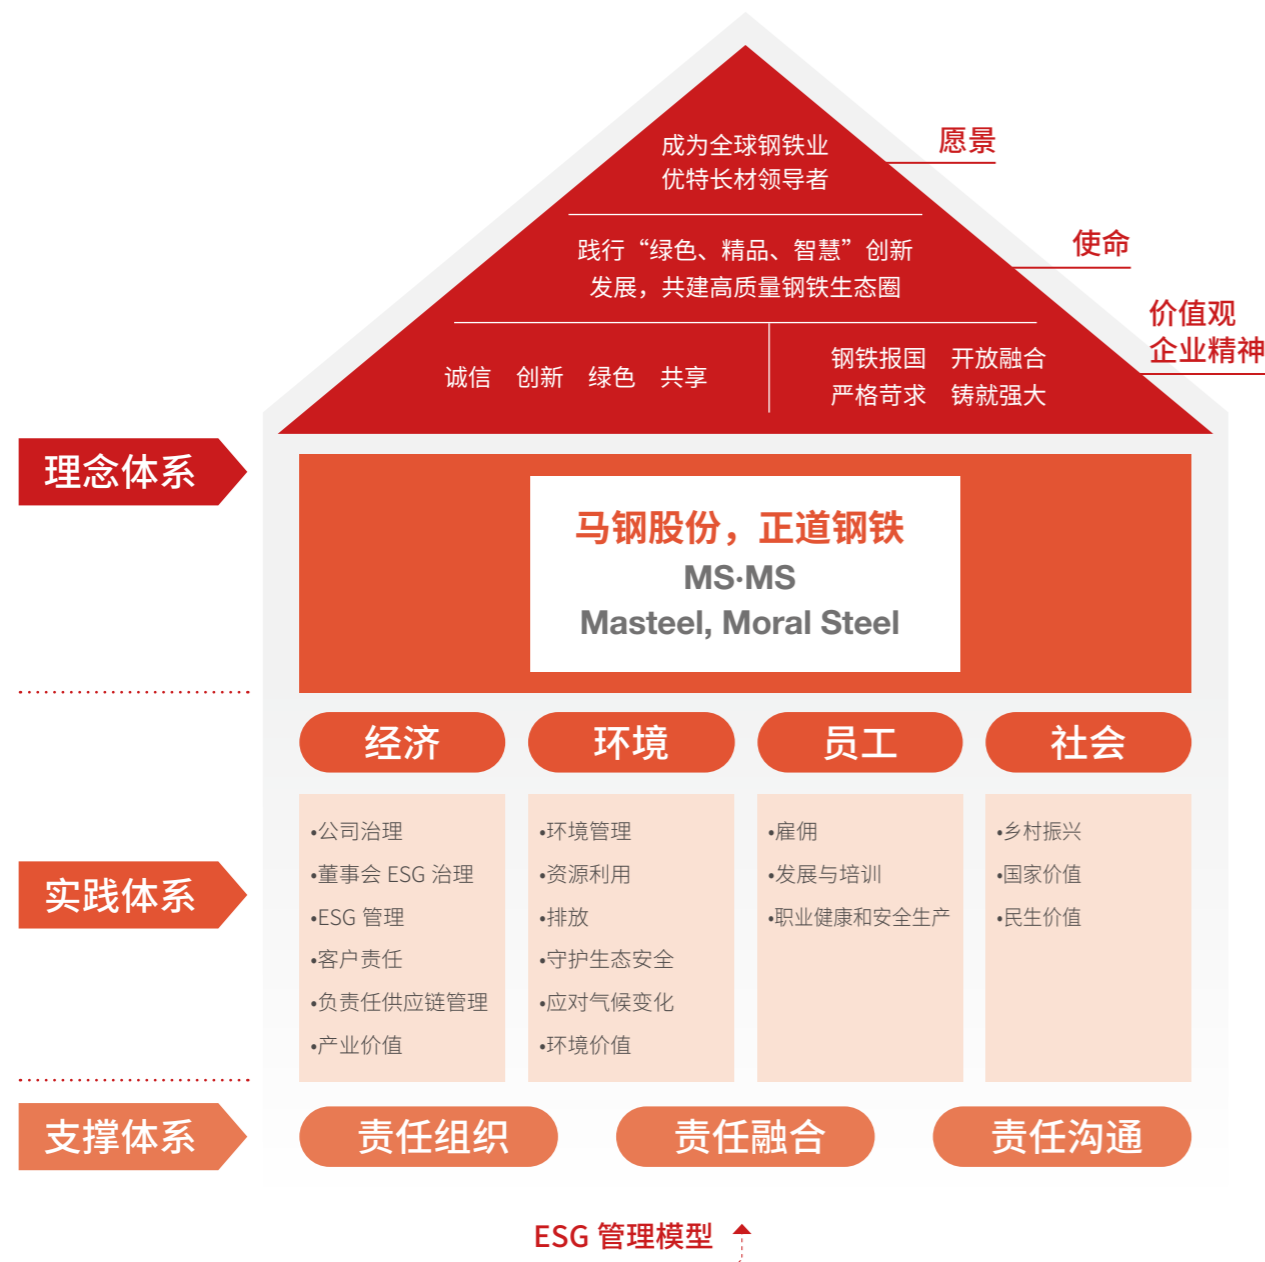 成为全球钢铁业
优特长材领导者
愿景
践行“绿色、精品、智慧”创新
发展，共建高质量钢铁生态圈
使命
诚信 创新 绿色 共享
钢铁报国 开放融合
严格苛求 铸就强大
价值观
企业精神
理念体系
马钢股份，正道钢铁
MS·MS
Masteel, Moral Steel
实践体系
经济
•公司治理
•董事会 ESG 治理
•ESG 管理
•客户责任
•负责任供应链管理
•产业价值
环境
•环境管理
•资源利用
•排放
•守护生态安全
•应对气候变化
•环境价值
员工
•雇佣
•发展与培训
•职业健康和安全生产
社会
•乡村振兴
•国家价值
•民生价值
支撑体系
责任组织
责任融合
责任沟通
ESG 管理模型